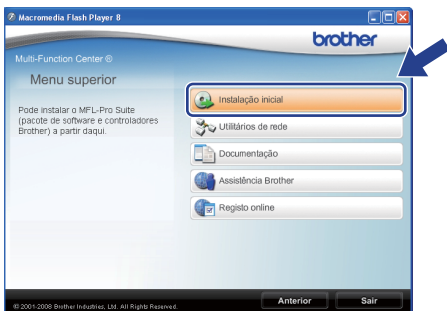 Macromedia Flash Player 8
brother
Multi-Function Center ®
Menu superior
Pode instalar o MFL-Pro Suite
(pacote de software e controladores
Brother) a partir daqui.
Instalação inicial
Utilitários de rede
Documentação
Assistência Brother
Registo online
© 2001-2008 Brother Industries, Ltd. All Rights Reserved.
Anterior
Sair